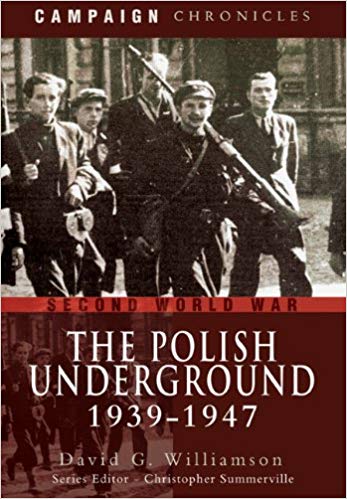 CAMPAIGN CHRONICLES
SECOND WORLD WAR
THE POLISH
UNDERGROUND
1939–1947
David G. Williamson
Series Editor - Christopher Summerville